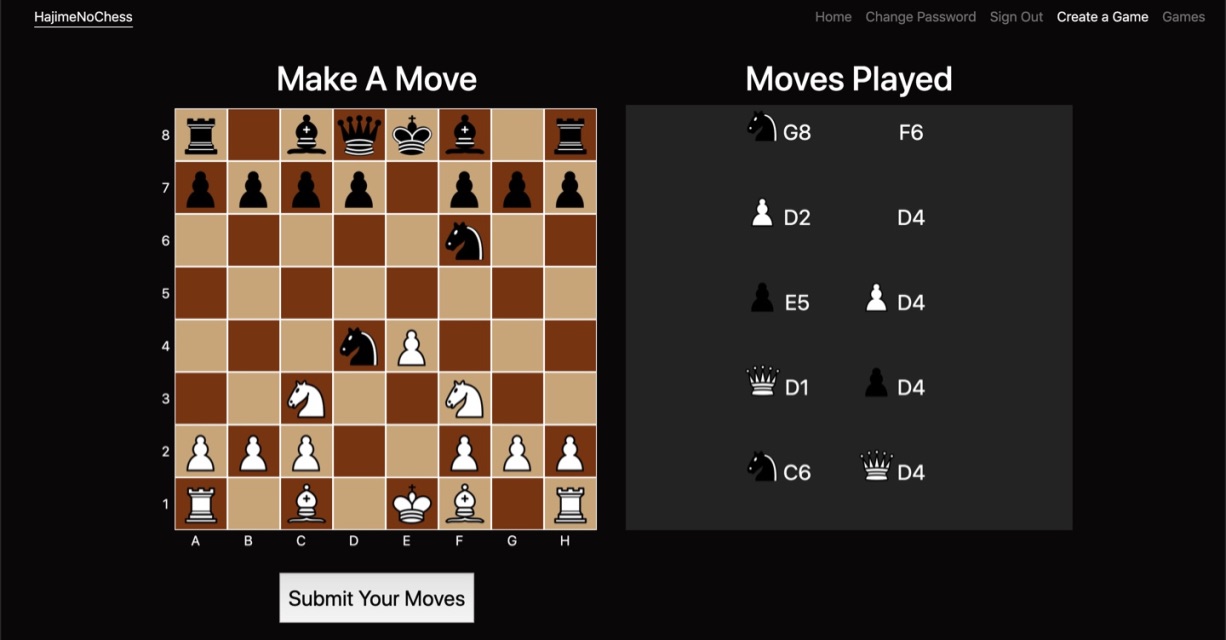 HajimeNoChess Home Change Password Sign Out Create a Game Games
Make A Move
8
7
6
5
4
3
2
1
A B C D E F G H
Submit Your Moves
Moves Played
G8 F6
D2 D4
E5 D4
D1 D4
C6 D4